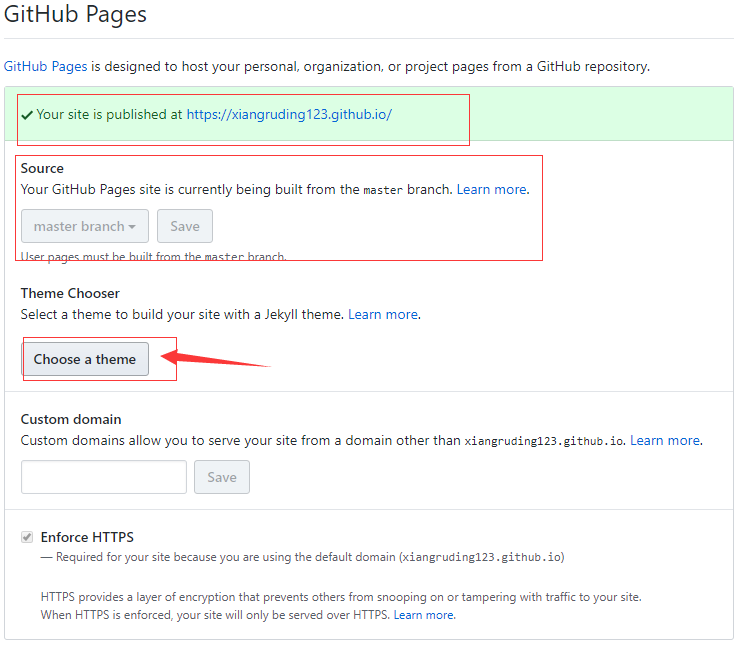 GitHub Pages
GitHub Pages is designed to host your personal, organization, or project pages from a GitHub repository.
Your site is published at https://xiangruding123.github.io/
Source
Your GitHub Pages site is currently being built from the master branch. Learn more.
master branch Save
User pages must be built from the master branch.
Theme Chooser
Select a theme to build your site with a Jekyll theme. Learn more.
Choose a theme
Custom domain
Custom domains allow you to serve your site from a domain other than xiangruding123.github.io. Learn more.
Save
Enforce HTTPS
— Required for your site because you are using the default domain (xiangruding123.github.io)
HTTPS provides a layer of encryption that prevents others from snooping on or tampering with traffic to your site.
When HTTPS is enforced, your site will only be served over HTTPS. Learn more.